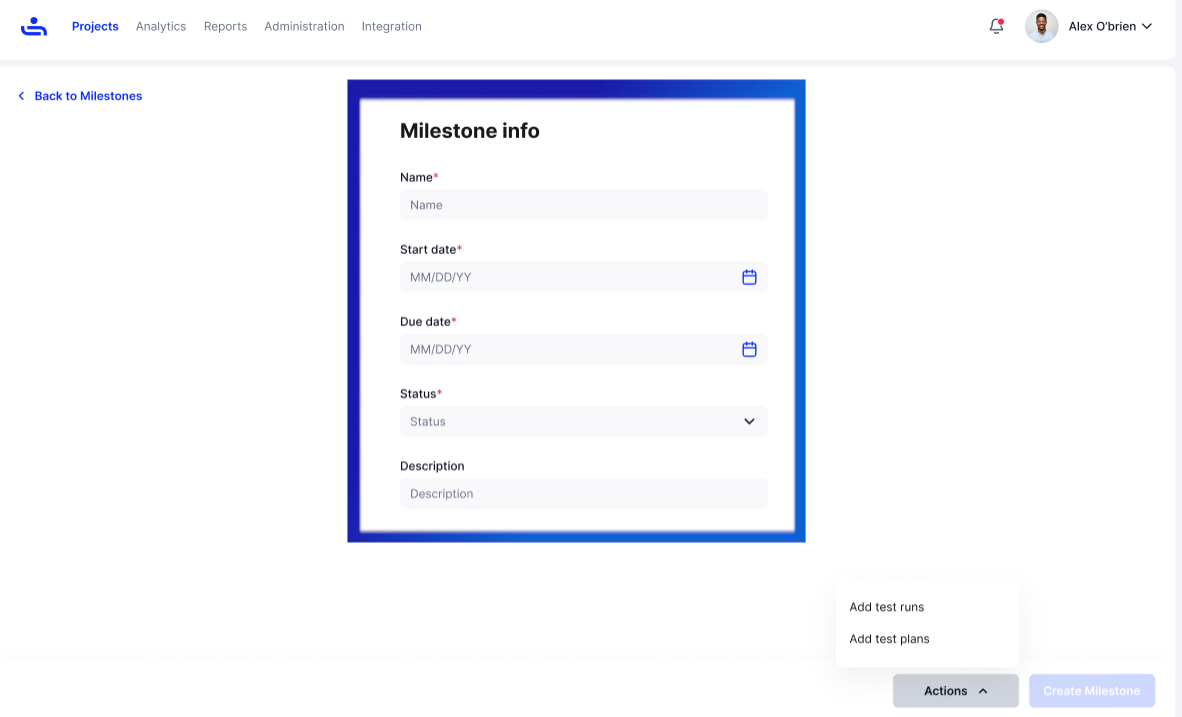 Projects Analytics Reports Administration Integration Alex O'brien
Back to Milestones
Milestone info
Name*
Name
Start date*
MM/DD/YY
Due date*
MM/DD/YY
Status*
Status
Description
Description
Add test runs
Add test plans
Actions Create Milestone